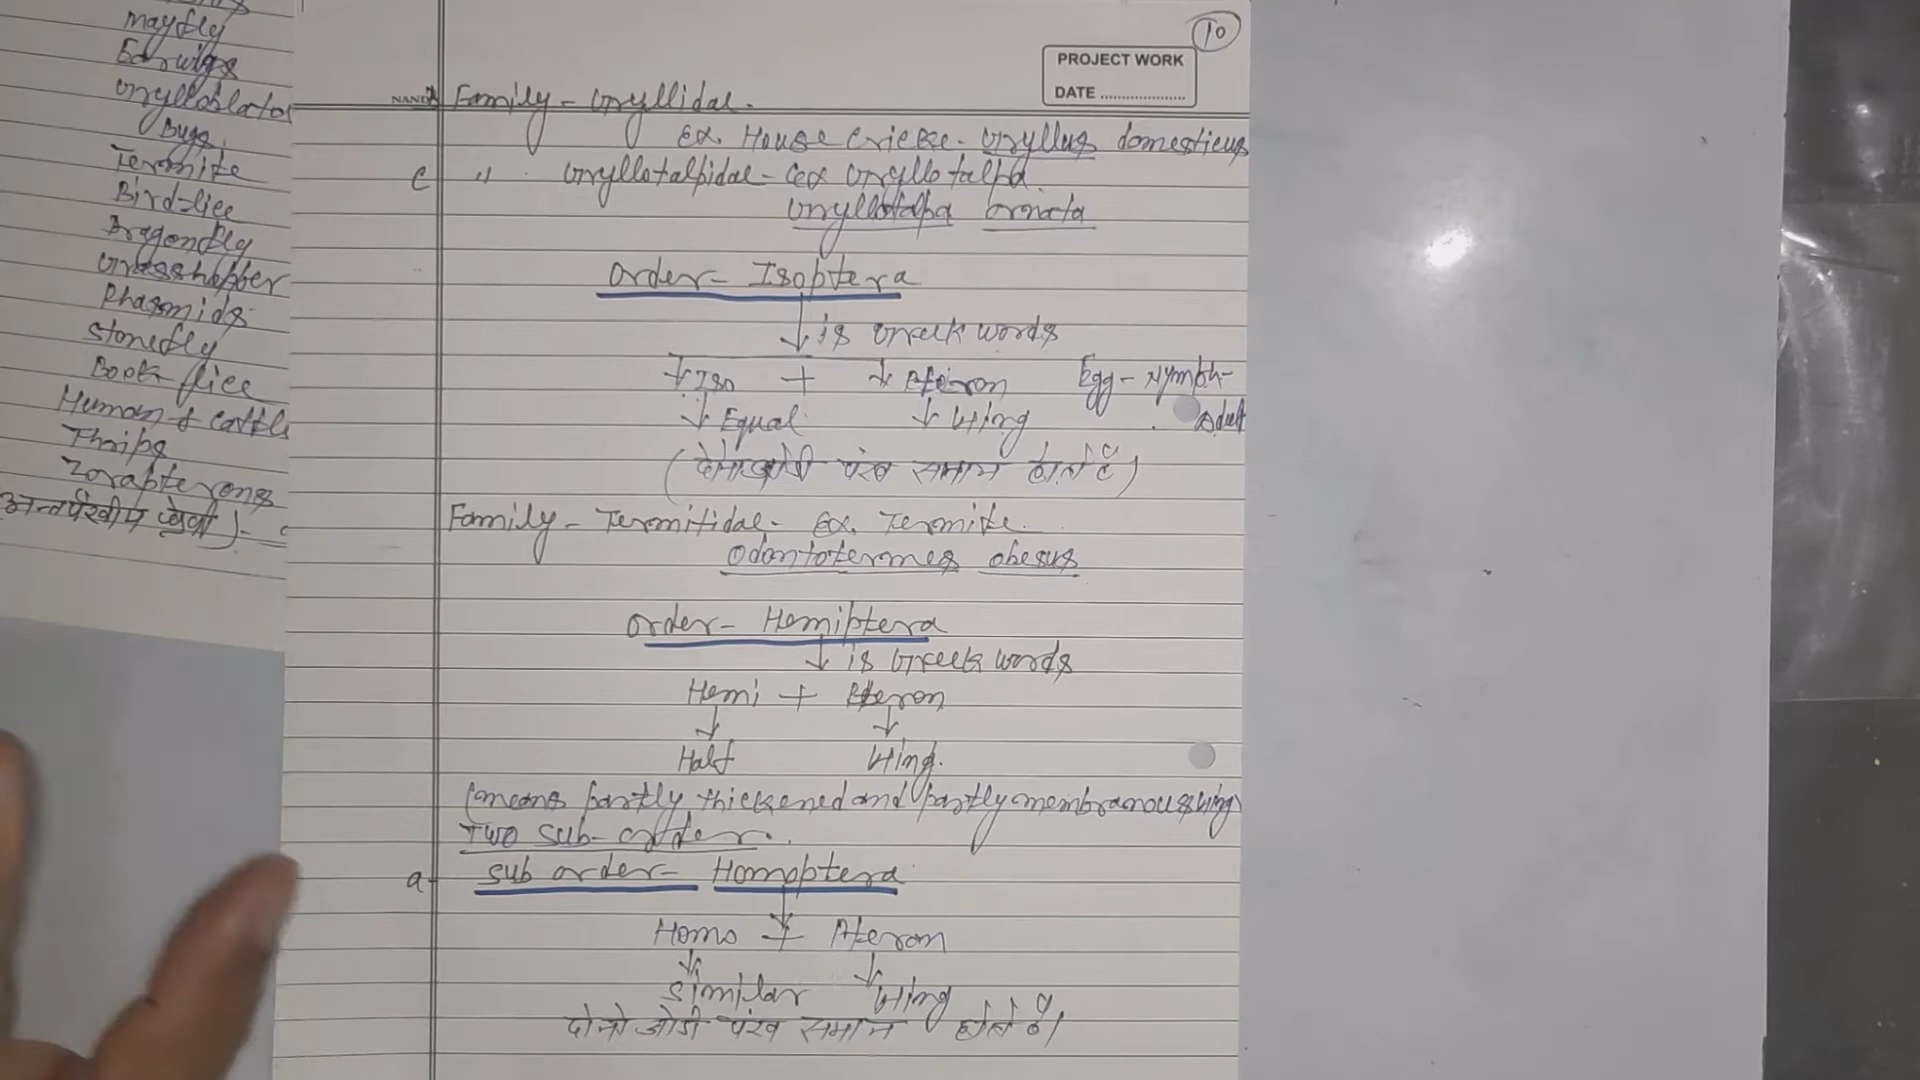 mayfly
Earwigs
Grylloblatos
Bugs,
Termite
Bird-lice
Dragonfly
Grasshopper
Phasmids
Stonefly
Book-lice
Human & cattle
Thrips
Zorapterons
10
PROJECT WORK
DATE
Family - Gryllidae.
Ex. House Cricke. Gryllus domesticus
c " Gryllotalpidae - Ex Gryllotalpa.
Gryllotalpa ornata
Order - Isoptera
is Greek words
Iso + Pteron Egg - Nymph -
Equal Wing Adult
(दोनो जोडी पंख समान होते है)
Family - Termitidae - Ex. Termite.
Odontotermes obesus
Order - Hemiptera
is Greek words
Hemi + Pteron
Half Wing.
(means partly thickened and partly membranous wing
Two Sub-order.
a- Sub order - Homoptera
Homo + Pteron
Similar Wing
दोनो जोडी पंख समान होते है।